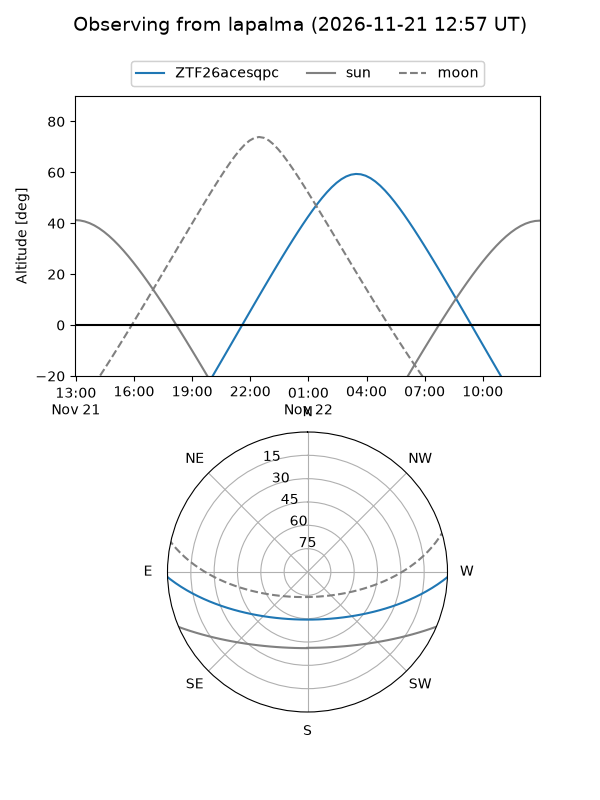 Observing from lapalma (2026-11-21 12:57 UT)
ZTF26acesqpc sun moon
Altitude [deg]
80
60
40
20
0
−20
13:00 16:00 19:00 22:00 01:00 04:00 07:00 10:00
Nov 21 Nov 22
N
NE NW
15
30
45
60
75
E W
SE SW
S